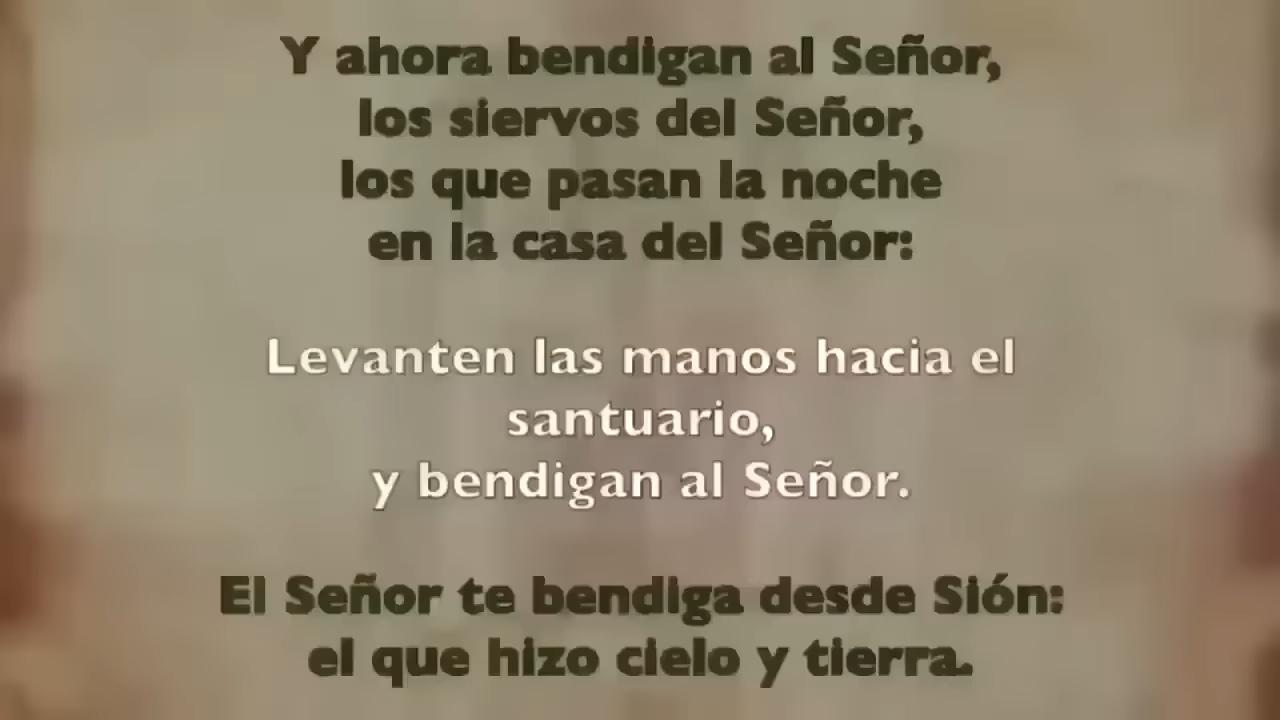 Y ahora bendigan al Señor,
los siervos del Señor,
los que pasan la noche
en la casa del Señor:
Levanten las manos hacia el
santuario,
y bendigan al Señor.
El Señor te bendiga desde Sión:
el que hizo cielo y tierra.